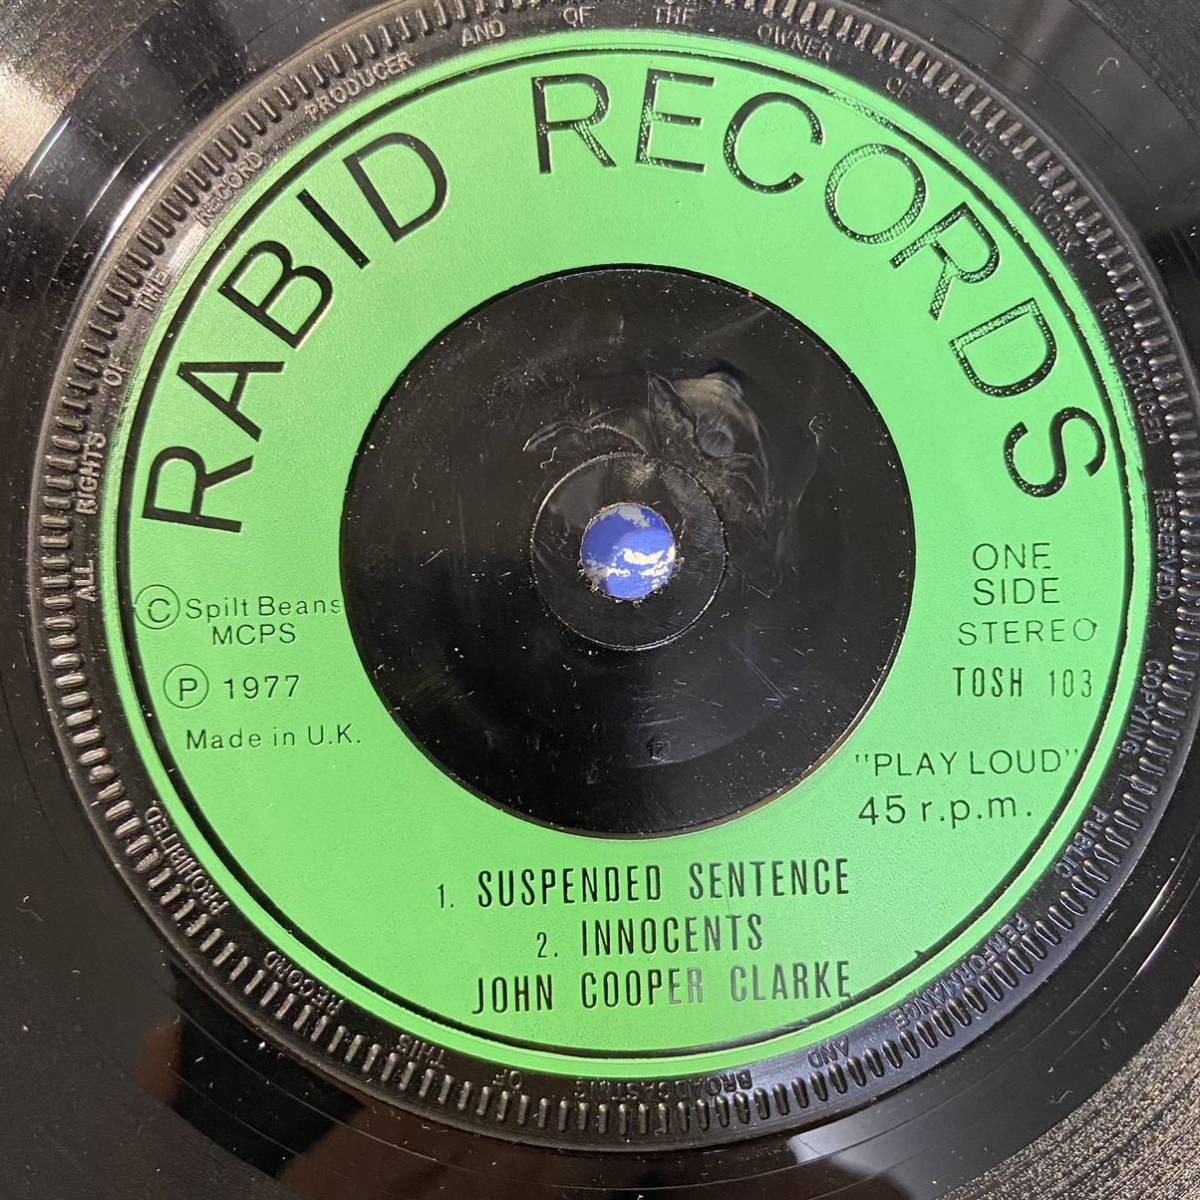 RABID RECORDS
© Spilt Beans
MCPS
Ⓟ 1977
Made in U.K.
ONE
SIDE
STEREO
TOSH 103
"PLAY LOUD"
45 r.p.m.
1. SUSPENDED SENTENCE
2. INNOCENTS
JOHN COOPER CLARKE
ALL RIGHTS OF THE RECORD PRODUCER AND OF THE OWNER OF THE WORK REPRODUCED RESERVED COPYING, PUBLIC PERFORMANCE AND BROADCASTING OF THIS RECORD PROHIBITED